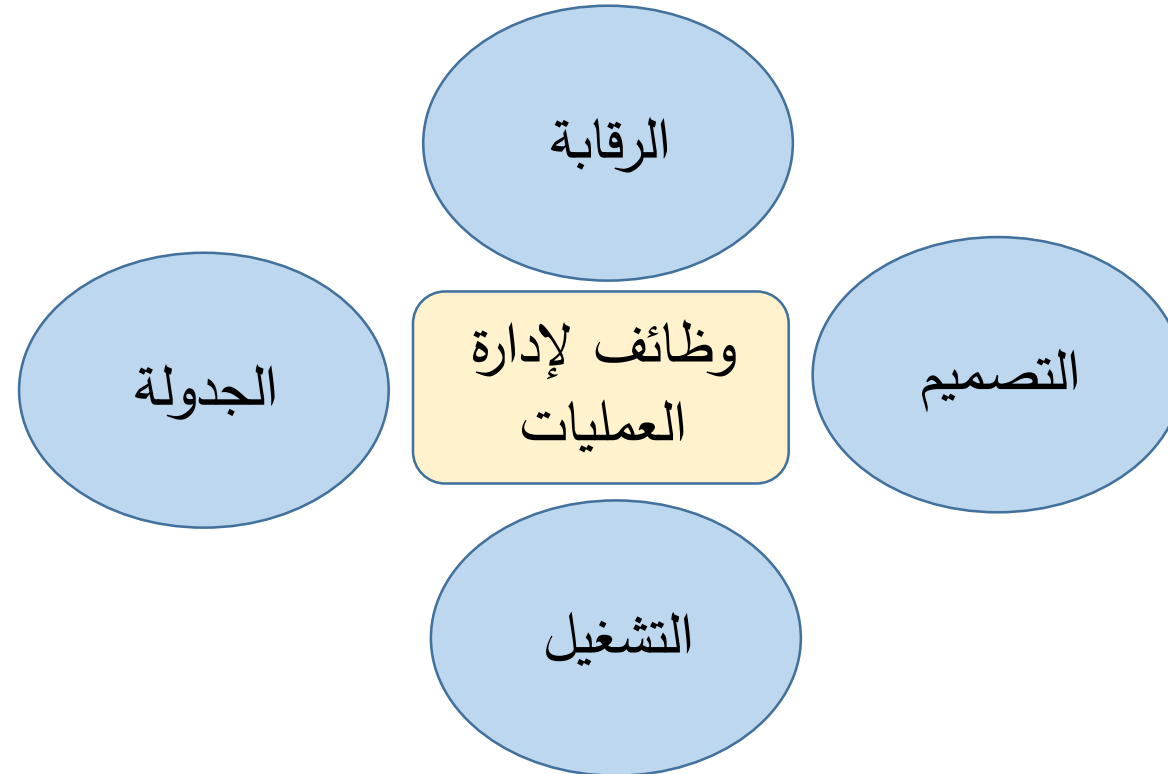 الرقابة
وظائف لإدارة
العمليات
التصميم
الجدولة
التشغيل